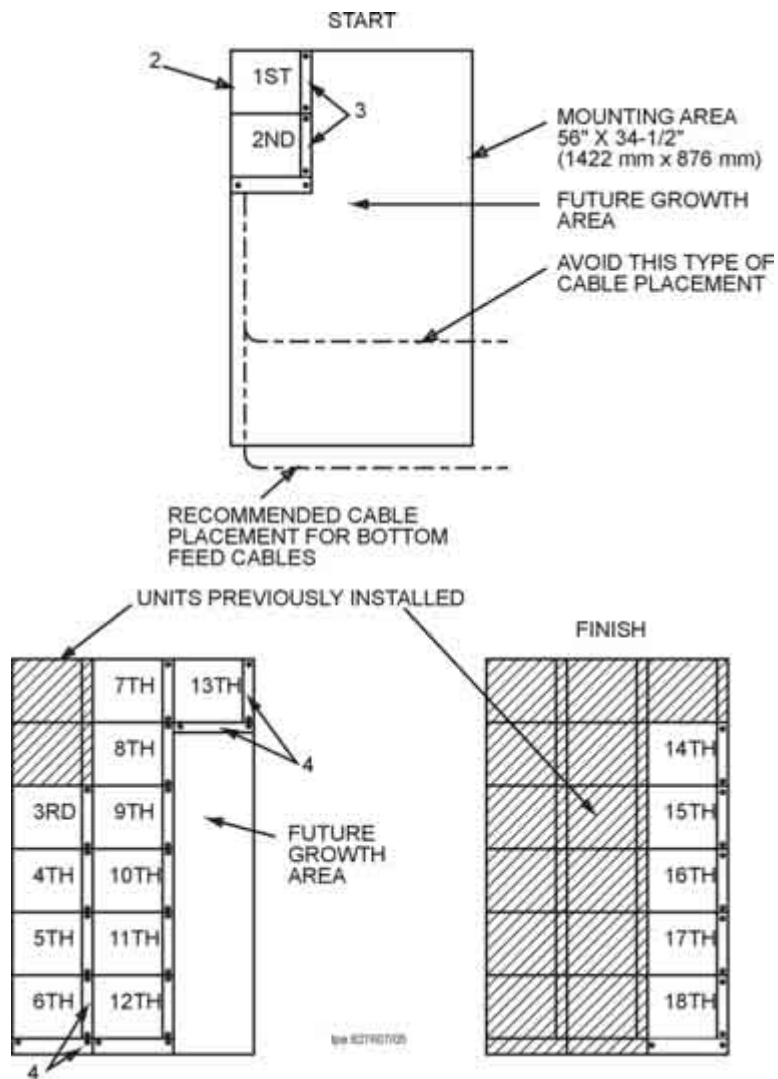 START
2
1ST
3
2ND
MOUNTING AREA
56" X 34-1/2"
(1422 mm x 876 mm)
FUTURE GROWTH
AREA
AVOID THIS TYPE OF
CABLE PLACEMENT
RECOMMENDED CABLE
PLACEMENT FOR BOTTOM
FEED CABLES
UNITS PREVIOUSLY INSTALLED
FINISH
7TH
13TH
8TH
4
3RD
9TH
FUTURE
GROWTH
AREA
4TH
10TH
5TH
11TH
6TH
12TH
4
14TH
15TH
16TH
17TH
18TH